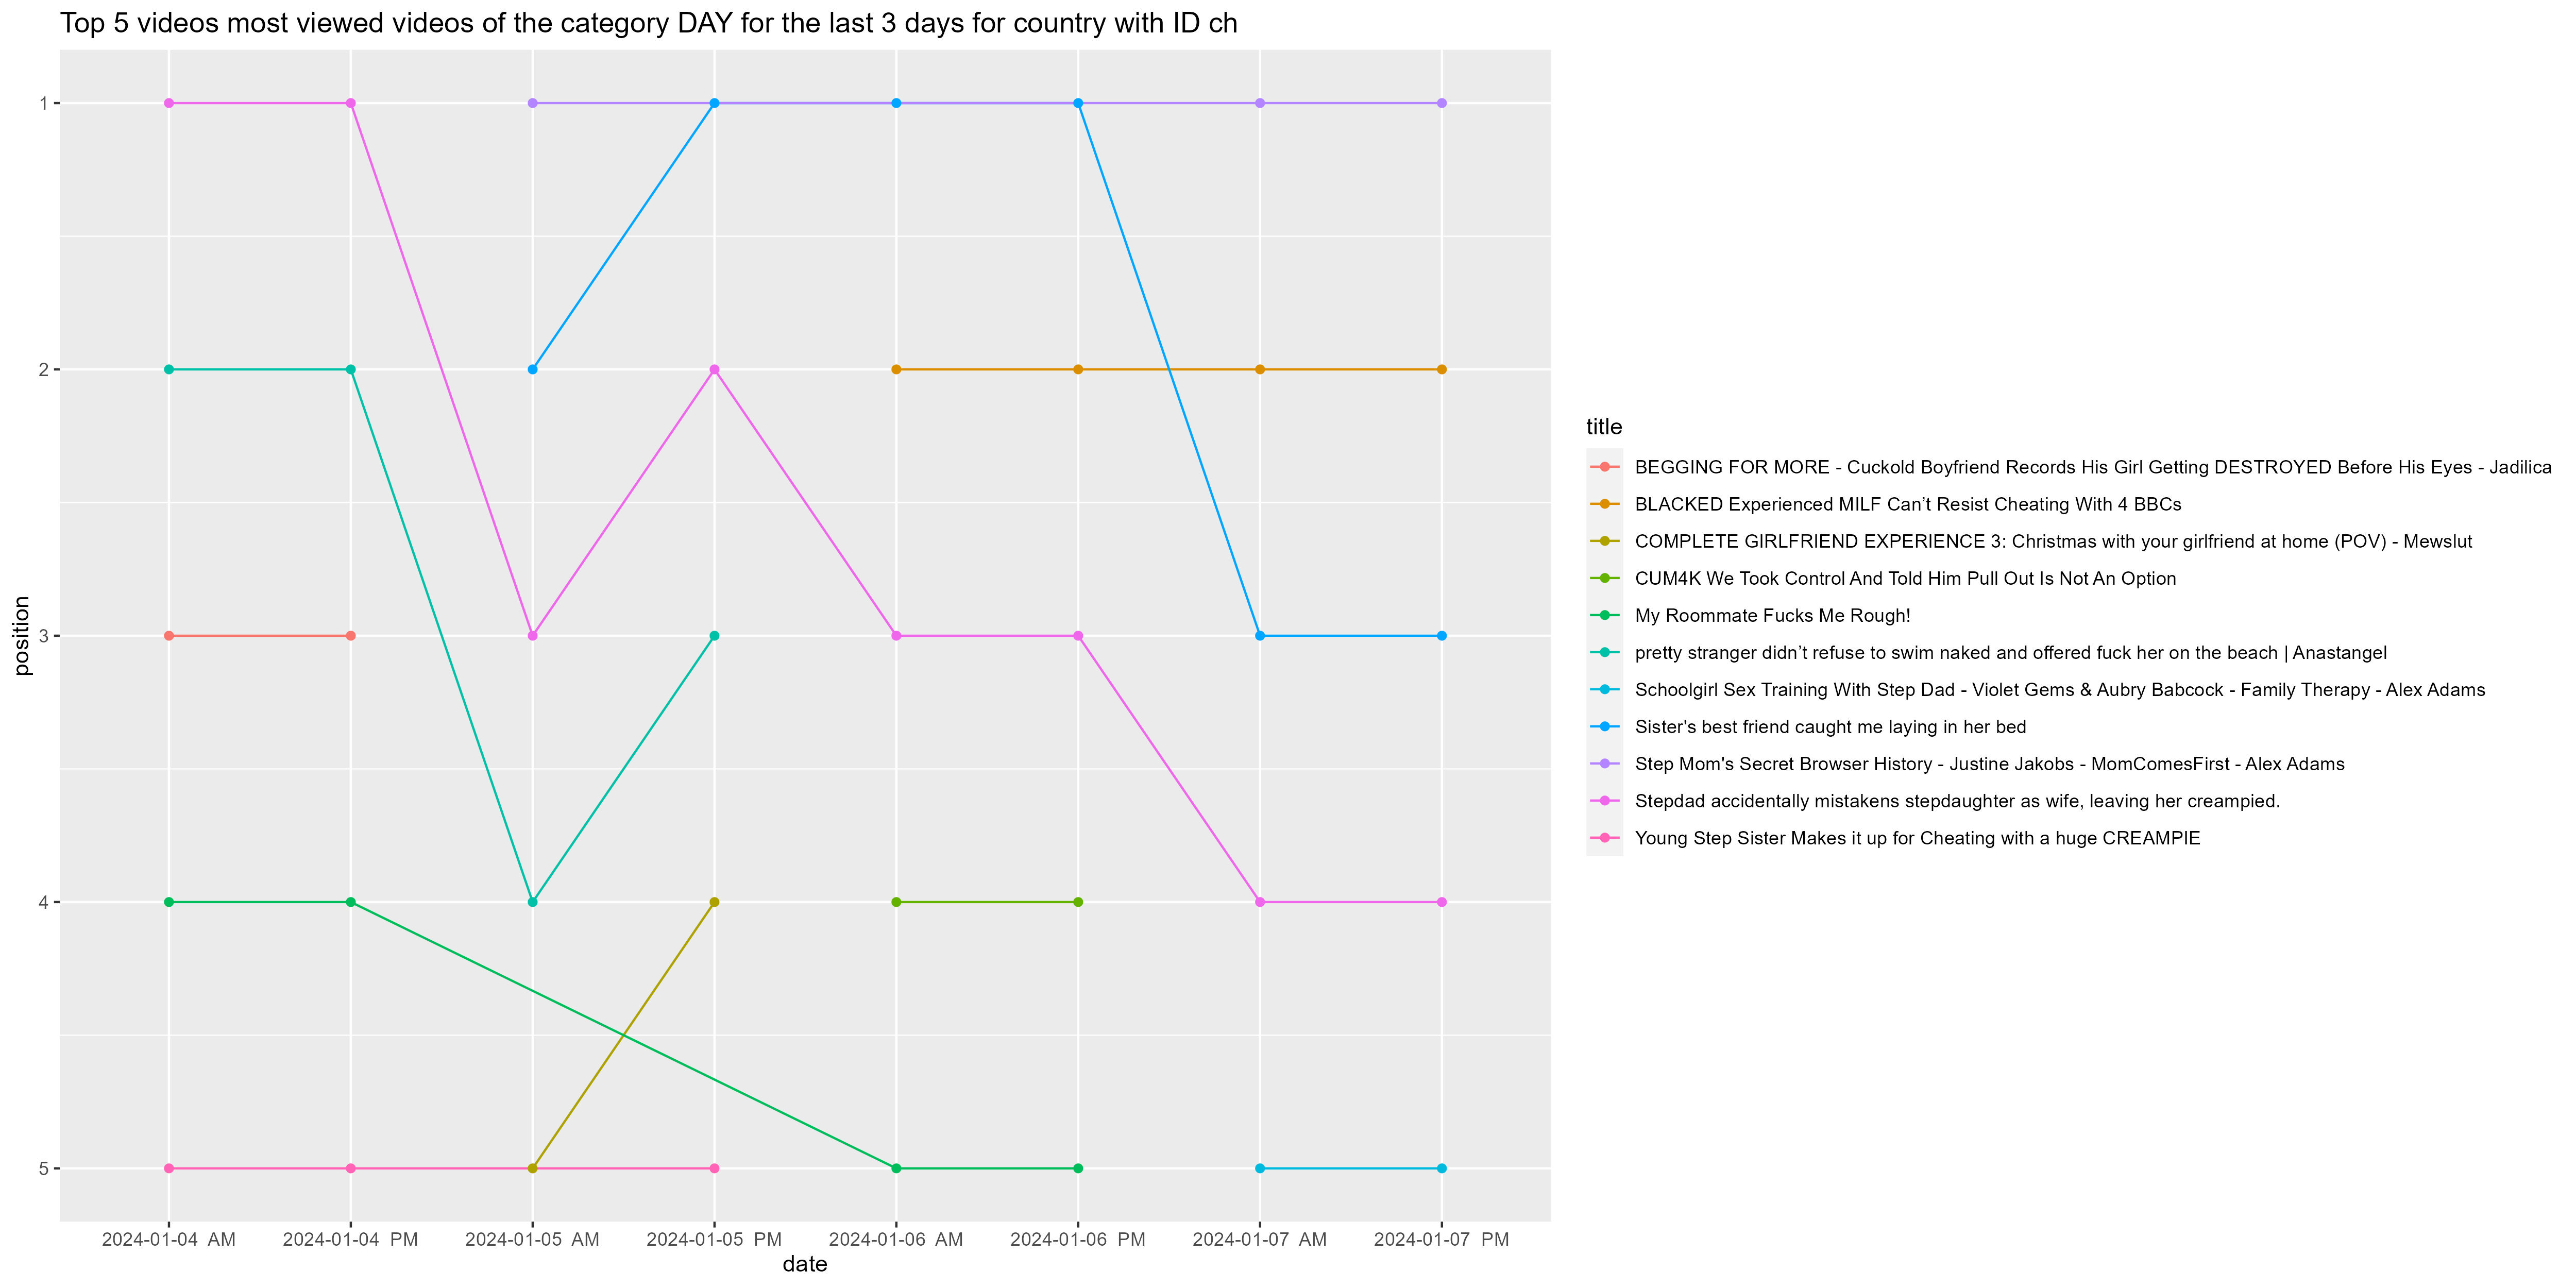 Top 5 videos most viewed videos of the category DAY for the last 3 days for country with ID ch
position
1
2
3
4
5
2024-01-04 AM
2024-01-04 PM
2024-01-05 AM
2024-01-05 PM
2024-01-06 AM
2024-01-06 PM
2024-01-07 AM
2024-01-07 PM
date
title
BEGGING FOR MORE - Cuckold Boyfriend Records His Girl Getting DESTROYED Before His Eyes - Jadilica
BLACKED Experienced MILF Can’t Resist Cheating With 4 BBCs
COMPLETE GIRLFRIEND EXPERIENCE 3: Christmas with your girlfriend at home (POV) - Mewslut
CUM4K We Took Control And Told Him Pull Out Is Not An Option
My Roommate Fucks Me Rough!
pretty stranger didn’t refuse to swim naked and offered fuck her on the beach | Anastangel
Schoolgirl Sex Training With Step Dad - Violet Gems & Aubry Babcock - Family Therapy - Alex Adams
Sister's best friend caught me laying in her bed
Step Mom's Secret Browser History - Justine Jakobs - MomComesFirst - Alex Adams
Stepdad accidentally mistakens stepdaughter as wife, leaving her creampied.
Young Step Sister Makes it up for Cheating with a huge CREAMPIE